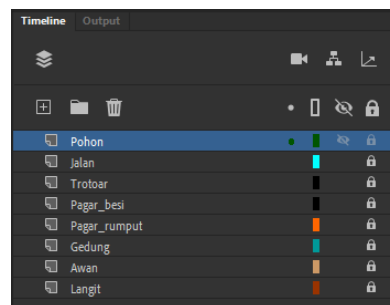 Timeline Output
Pohon
Jalan
Trotoar
Pagar_besi
Pagar_rumput
Gedung
Awan
Langit